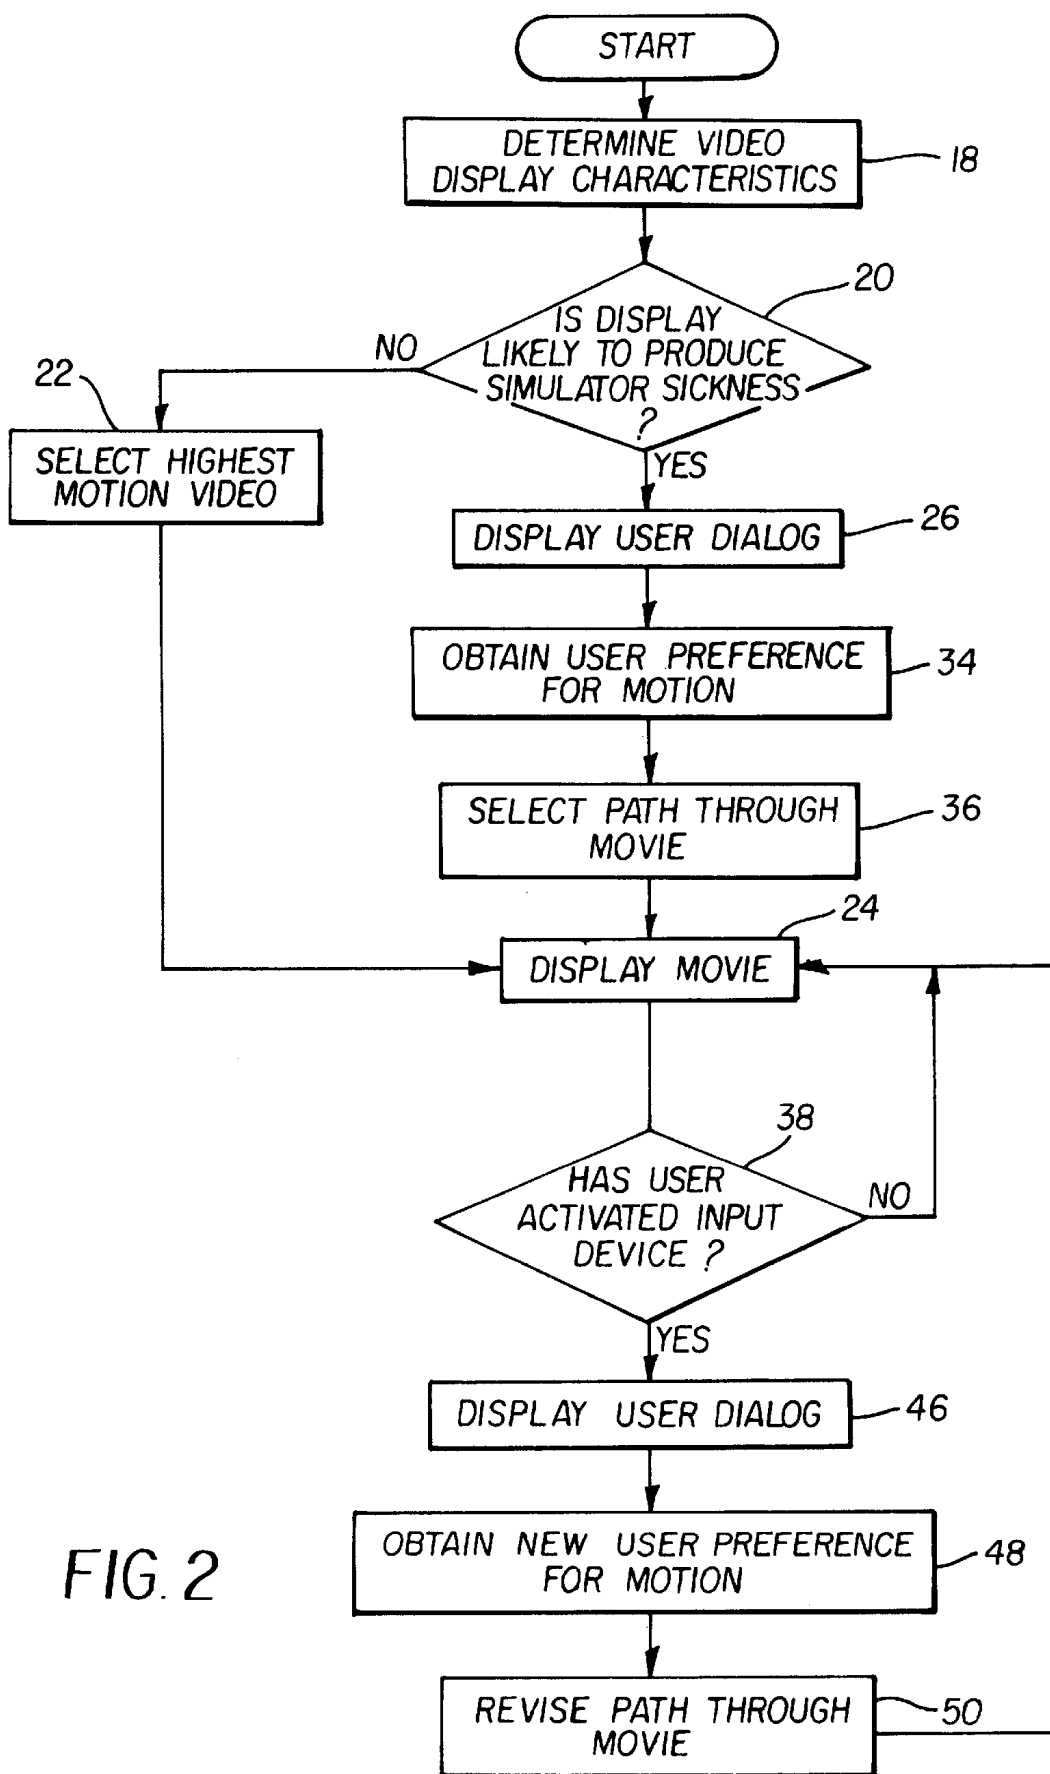 START
DETERMINE VIDEO
DISPLAY CHARACTERISTICS
18
20
IS DISPLAY
LIKELY TO PRODUCE
SIMULATOR SICKNESS
?
NO
22
SELECT HIGHEST
MOTION VIDEO
YES
DISPLAY USER DIALOG
26
OBTAIN USER PREFERENCE
FOR MOTION
34
SELECT PATH THROUGH
MOVIE
36
24
DISPLAY MOVIE
38
HAS USER
ACTIVATED INPUT
DEVICE ?
NO
YES
DISPLAY USER DIALOG
46
OBTAIN NEW USER PREFERENCE
FOR MOTION
48
FIG. 2
REVISE PATH THROUGH
MOVIE
50